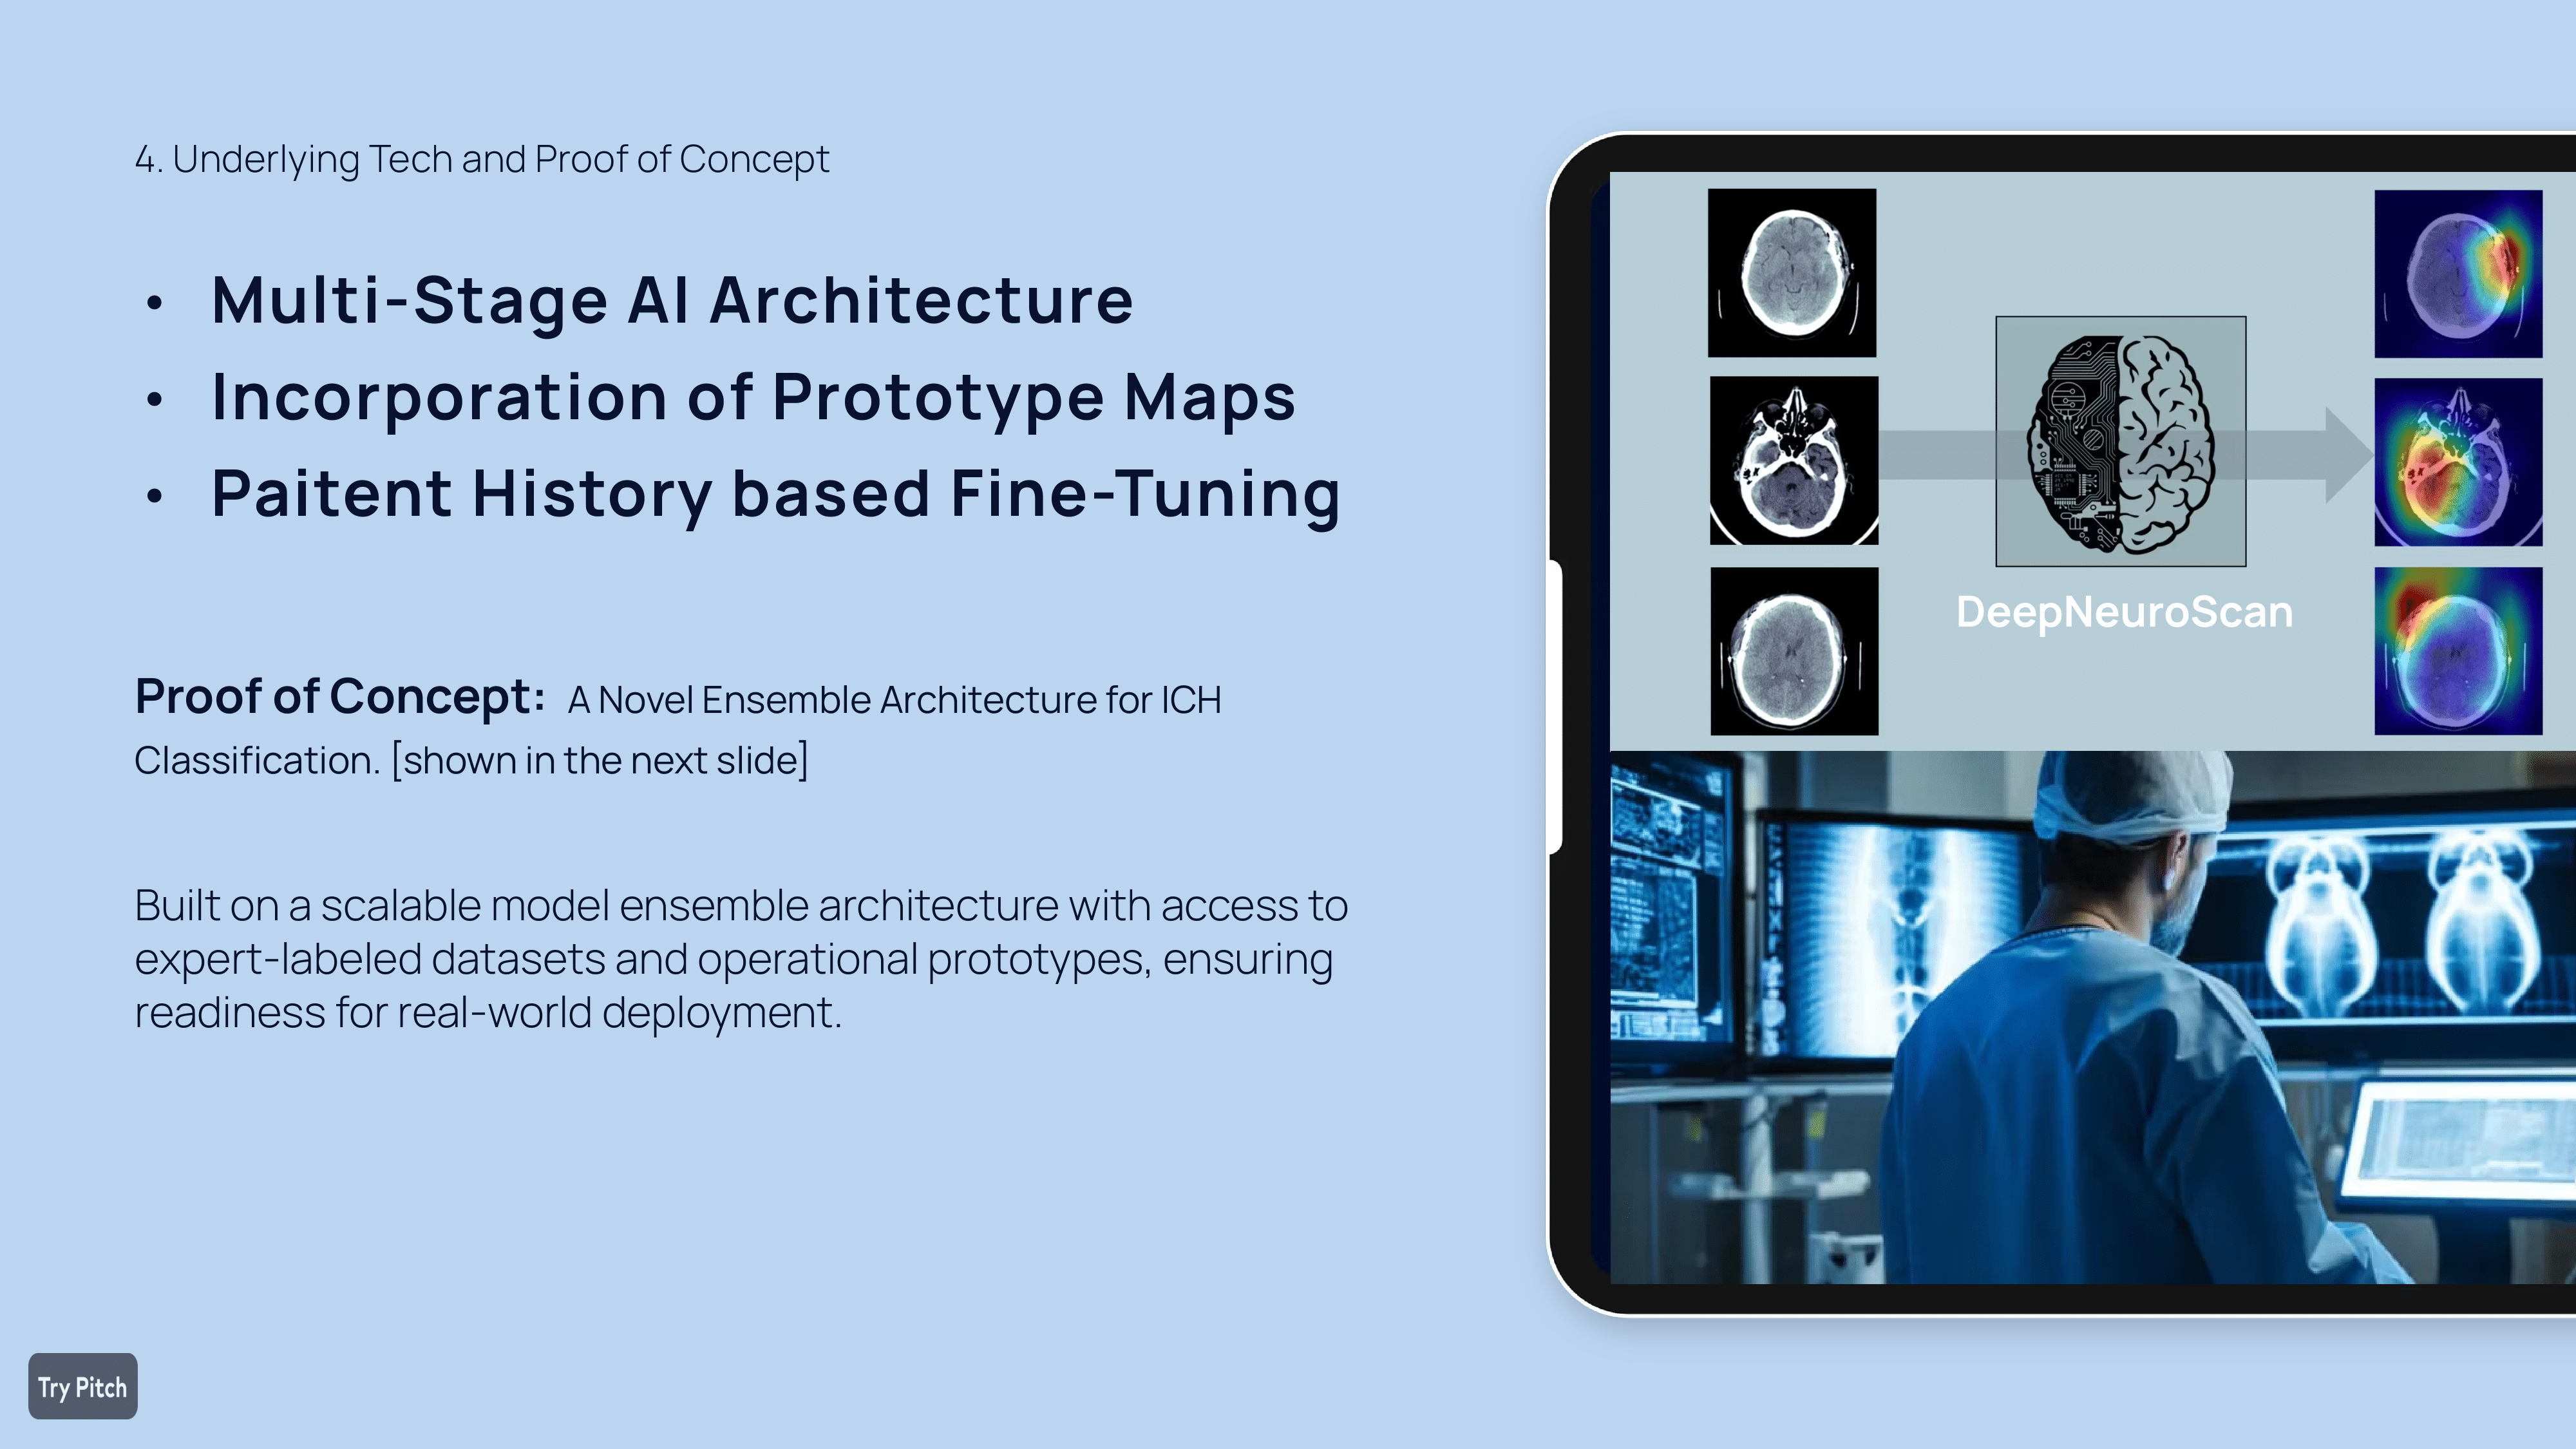 4. Underlying Tech and Proof of Concept
• Multi-Stage AI Architecture
• Incorporation of Prototype Maps
• Paitent History based Fine-Tuning
Proof of Concept: A Novel Ensemble Architecture for ICH
Classification. [shown in the next slide]
Built on a scalable model ensemble architecture with access to
expert-labeled datasets and operational prototypes, ensuring
readiness for real-world deployment.
DeepNeuroScan
Try Pitch